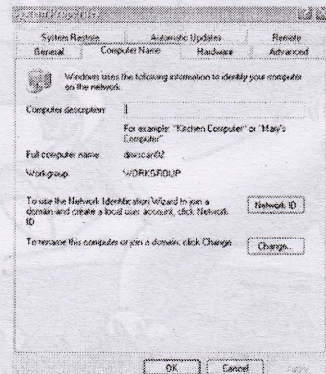 System Properties
System Restore Automatic Updates Remote
General Computer Name Hardware Advanced
Windows uses the following information to identify your computer
on the network.
Computer description:
For example: "Kitchen Computer" or "Mary's
Computer".
Full computer name:
Workgroup: WORKGROUP
To use the Network Identification Wizard to join a
domain and create a local user account, click Network
ID.
Network ID
To rename this computer or join a domain, click Change.
Change...
OK Cancel Apply